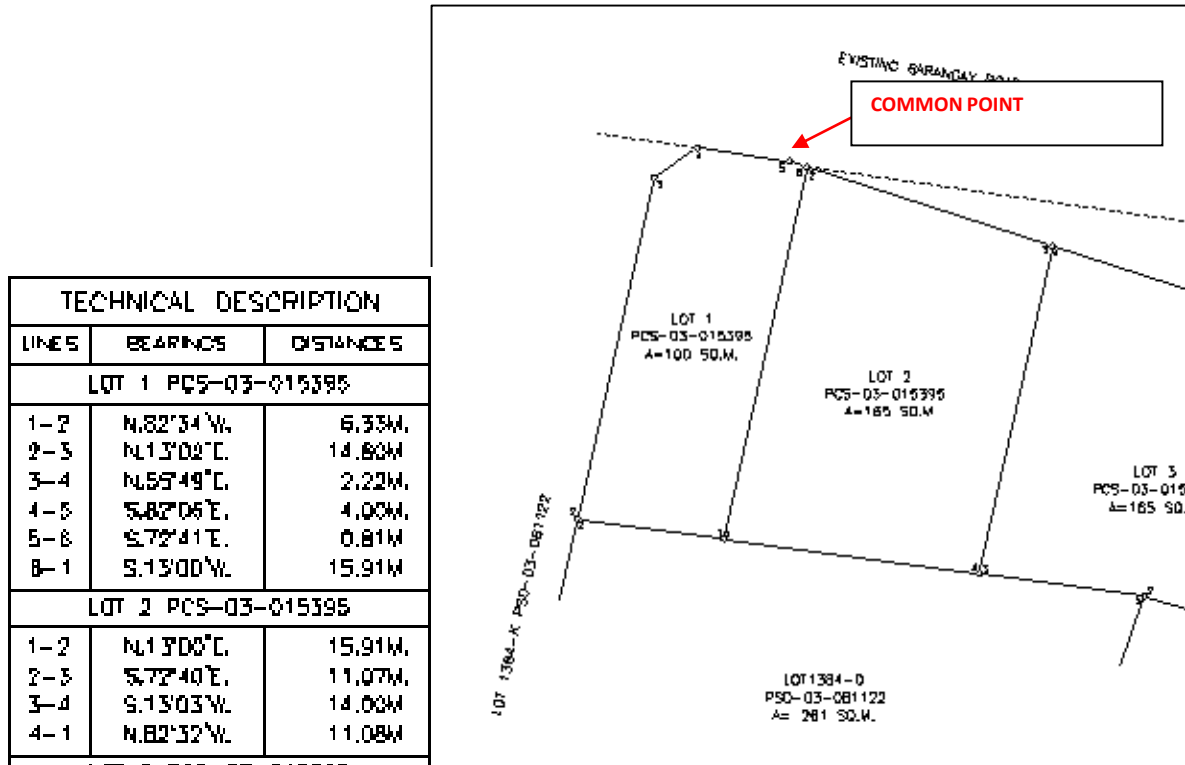 EXISTING BARANGAY
COMMON POINT
TECHNICAL DESCRIPTION
LINES BEARINGS DISTANCES
LOT 1 PCS-03-015395
1-2 N.82°34'W. 6.33M.
2-3 N.13°02'E. 14.80M
3-4 N.55°49'E. 2.22M.
4-5 S.82°06'E. 4.00M.
5-6 S.72°41'E. 0.81M
6-1 S.13°00'W. 15.91M
LOT 2 PCS-03-015395
1-2 N.13°00'E. 15.91M.
2-3 S.72°40'E. 11.07M.
3-4 S.13°03'W. 14.00M
4-1 N.82°32'W. 11.08M
LOT 1
PCS-03-015395
A=100 SQ.M.
LOT 2
PCS-03-015395
A=165 SQ.M
LOT 3
PCS-03-015
A=165 SQ.
LOT 1384-K PSD-03-081122
LOT1384-D
PSD-03-081122
A= 281 SQ.M.